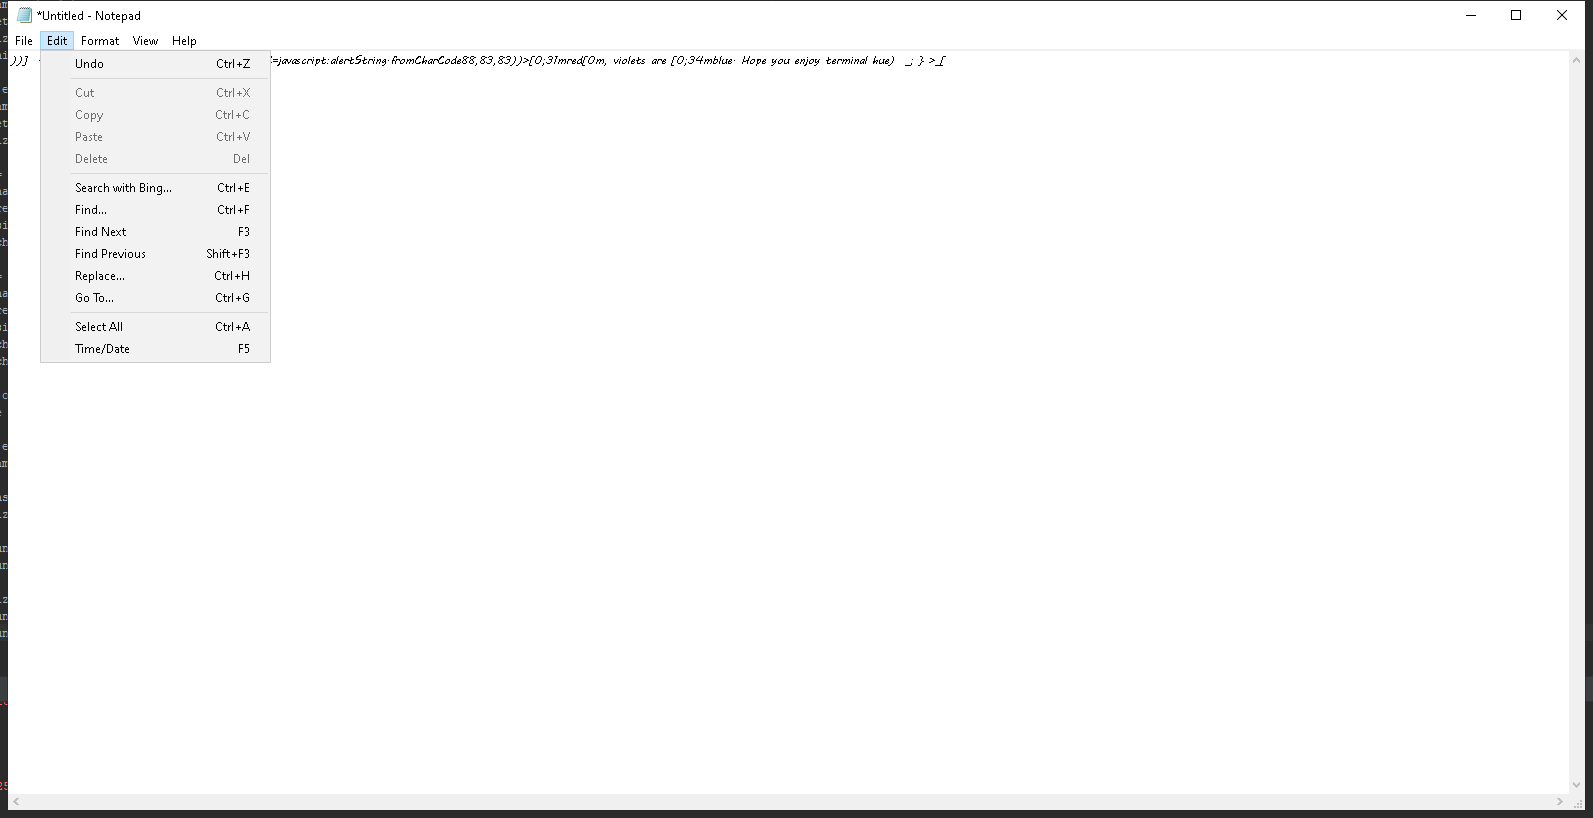 *Untitled - Notepad
File Edit Format View Help
))] =javascript:alertString.fromCharCode88,83,83))>[0;31mred[0m, violets are [0;34mblue. Hope you enjoy terminal hue) _; } >_[
Undo Ctrl+Z
Cut Ctrl+X
Copy Ctrl+C
Paste Ctrl+V
Delete Del
Search with Bing... Ctrl+E
Find... Ctrl+F
Find Next F3
Find Previous Shift+F3
Replace... Ctrl+H
Go To... Ctrl+G
Select All Ctrl+A
Time/Date F5